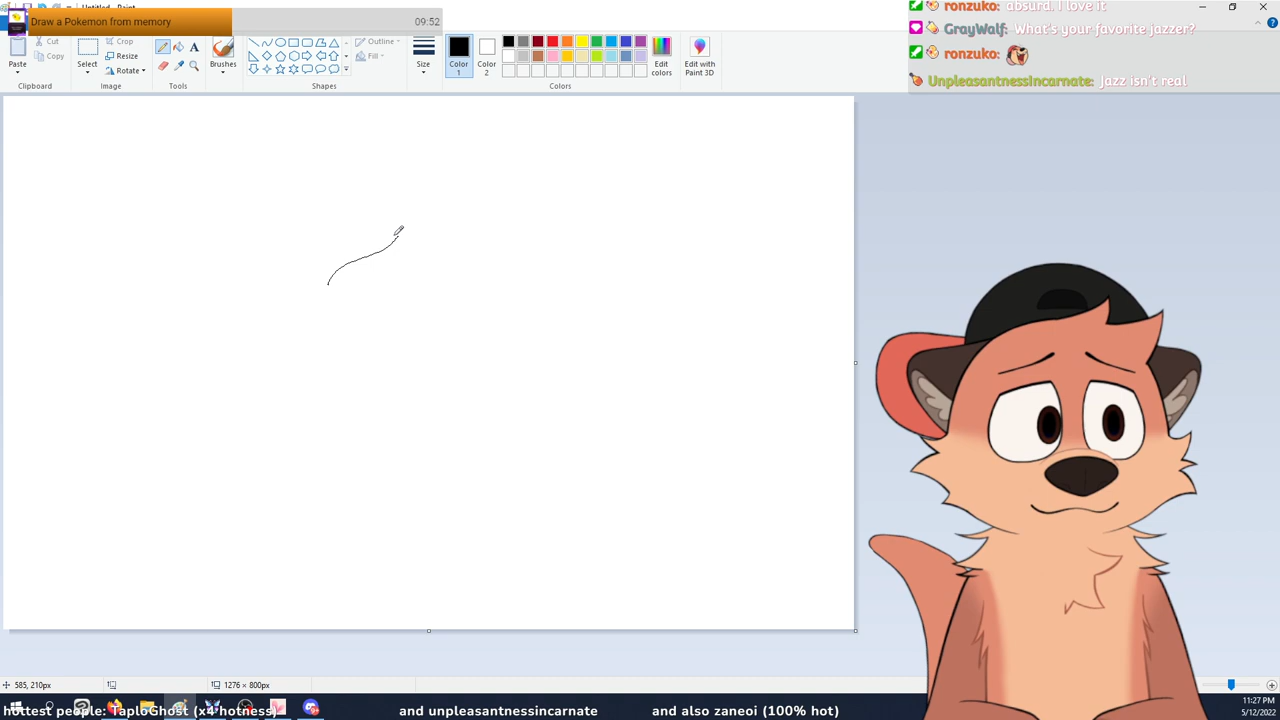 Untitled - Paint
Draw a Pokemon from memory
09:52
ronzuko: absurd. I love it
GrayWalf: What's your favorite jazzer?
ronzuko:
Unpleasantnessincarnate: Jazz isn't real
Paste
Cut
Copy
Clipboard
Select
Crop
Resize
Rotate
Image
A
Tools
Brushes
Outline
Fill
Shapes
Size
Color 1
Color 2
Edit colors
Colors
Edit with Paint 3D
585, 210px
1276 × 800px
11:27 PM
5/12/2022
hottest people: TaploGhost (x4 hotness)
and unpleasantnessincarnate
and also zaneoi (100% hot)